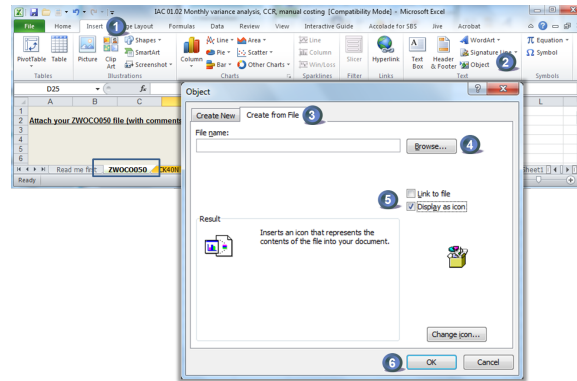 IAC 01.02 Monthly variance analysis, CCR, manual costing [Compatibility Mode] - Microsoft Excel
File Home Insert 1 ge Layout Formulas Data Review View Interactive Guide Accolade for SBS Jive Acrobat
PivotTable Table Picture Clip Art Shapes SmartArt Screenshot Column Line Pie Bar Area Scatter Other Charts Line Column Win/Loss Slicer Hyperlink Text Box Header & Footer WordArt Signature Line Object 2 Equation Symbol
Tables Illustrations Charts Sparklines Filter Links Text Symbols
D25 fx
A B C L
1
2 Attach your ZWOCO050 file (with comments
3
4
5
6
Read me first ZWOCO050 CK40N Sheet1
Ready
Object
Create New Create from File 3
File name:
Browse... 4
Link to file
5 Display as icon
Result
Inserts an icon that represents the
contents of the file into your document.
Change icon...
6 OK Cancel